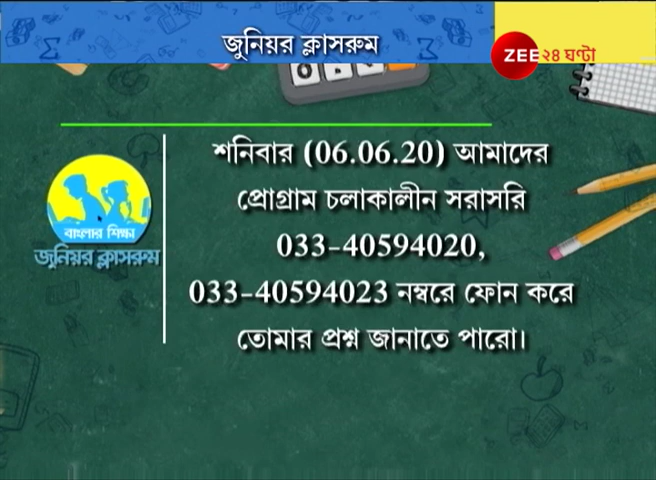 জুনিয়র ক্লাসরুম
ZEE ২৪ ঘণ্টা
শনিবার (06.06.20) আমাদের
প্রোগ্রাম চলাকালীন সরাসরি
033-40594020,
033-40594023 নম্বরে ফোন করে
তোমার প্রশ্ন জানাতে পারো।
বাংলার শিক্ষা
জুনিয়র ক্লাসরুম